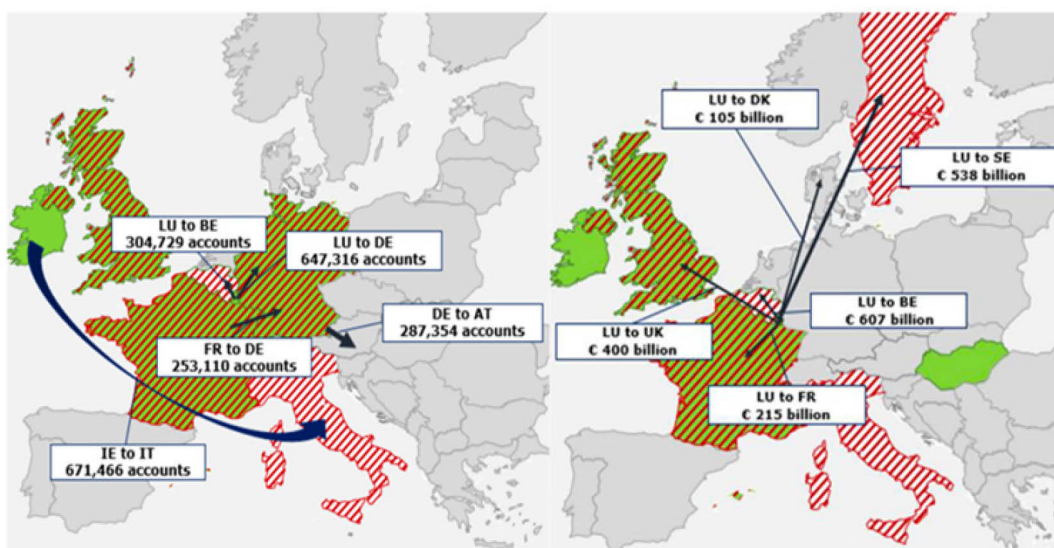 LU to BE
304,729 accounts
LU to DE
647,316 accounts
DE to AT
287,354 accounts
FR to DE
253,110 accounts
IE to IT
671,466 accounts
LU to DK
€ 105 billion
LU to SE
€ 538 billion
LU to BE
€ 607 billion
LU to UK
€ 400 billion
LU to FR
€ 215 billion